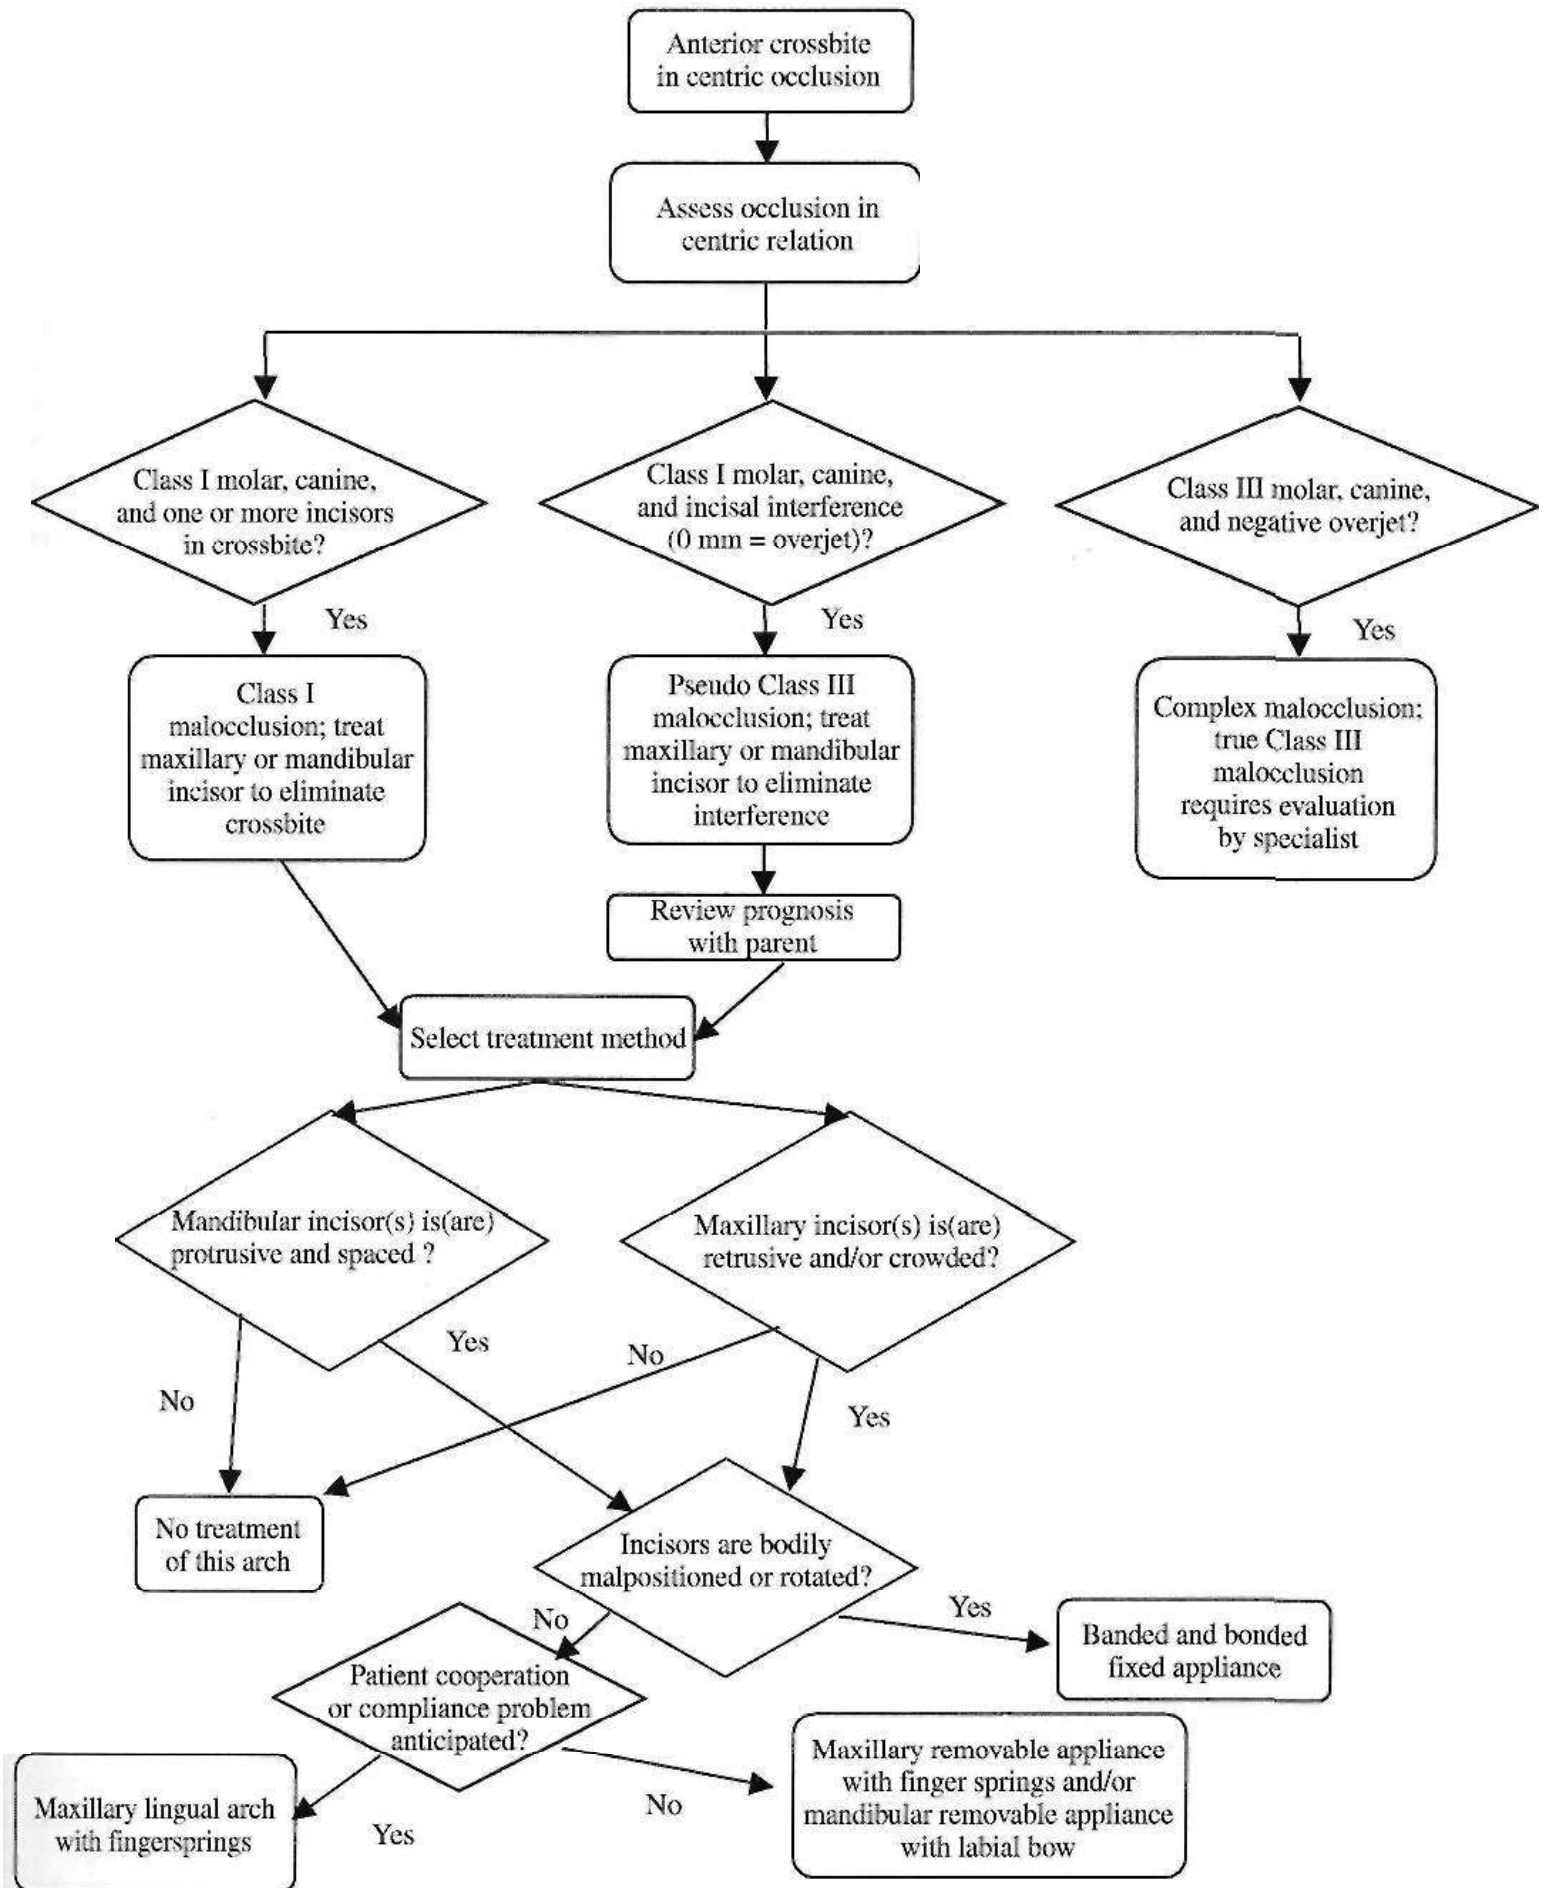 Anterior crossbite
in centric occlusion
Assess occlusion in
centric relation
Class I molar, canine,
and one or more incisors
in crossbite?
Class I molar, canine,
and incisal interference
(0 mm = overjet)?
Class III molar, canine,
and negative overjet?
Yes
Yes
Yes
Class I
malocclusion; treat
maxillary or mandibular
incisor to eliminate
crossbite
Pseudo Class III
malocclusion; treat
maxillary or mandibular
incisor to eliminate
interference
Complex malocclusion;
true Class III
malocclusion
requires evaluation
by specialist
Review prognosis
with parent
Select treatment method
Mandibular incisor(s) is(are)
protrusive and spaced ?
Maxillary incisor(s) is(are)
retrusive and/or crowded?
Yes
No
No
Yes
No treatment
of this arch
Incisors are bodily
malpositioned or rotated?
No
Yes
Banded and bonded
fixed appliance
Patient cooperation
or compliance problem
anticipated?
Maxillary lingual arch
with fingersprings
Yes
No
Maxillary removable appliance
with finger springs and/or
mandibular removable appliance
with labial bow